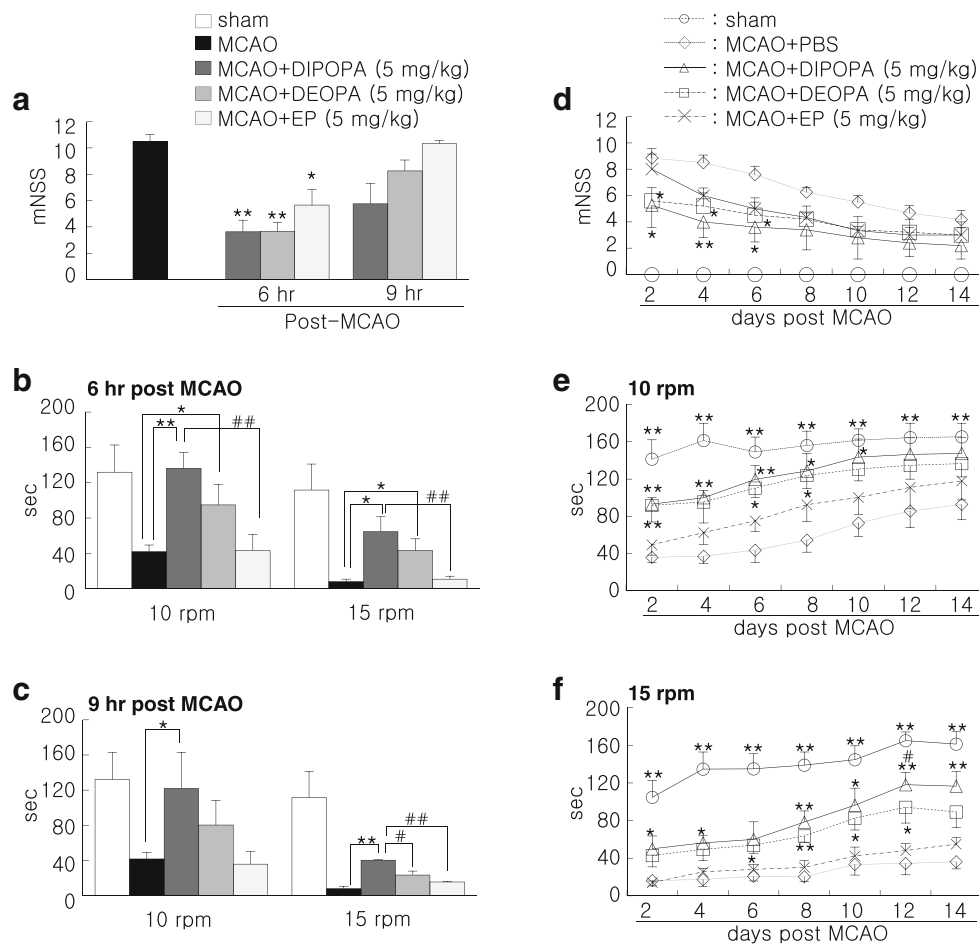 sham
MCAO
MCAO+DIPOPA (5 mg/kg)
MCAO+DEOPA (5 mg/kg)
MCAO+EP (5 mg/kg)
a
12
10
8
6
4
2
0
mNSS
** ** *
6 hr 9 hr
Post-MCAO
b 6 hr post MCAO
200
160
120
80
40
0
sec
* ** ##
* * ##
10 rpm 15 rpm
c 9 hr post MCAO
200
160
120
80
40
0
sec
*
** # ##
10 rpm 15 rpm
: sham
: MCAO+PBS
: MCAO+DIPOPA (5 mg/kg)
: MCAO+DEOPA (5 mg/kg)
: MCAO+EP (5 mg/kg)
d
12
10
8
6
4
2
0
mNSS
* * *
* ** *
2 4 6 8 10 12 14
days post MCAO
e 10 rpm
200
160
120
80
40
0
sec
** ** ** ** ** ** **
** ** ** * *
** * *
2 4 6 8 10 12 14
days post MCAO
f 15 rpm
200
160
120
80
40
0
sec
** ** ** ** ** ** **
#
* * ** * ** **
* ** * *
2 4 6 8 10 12 14
days post MCAO